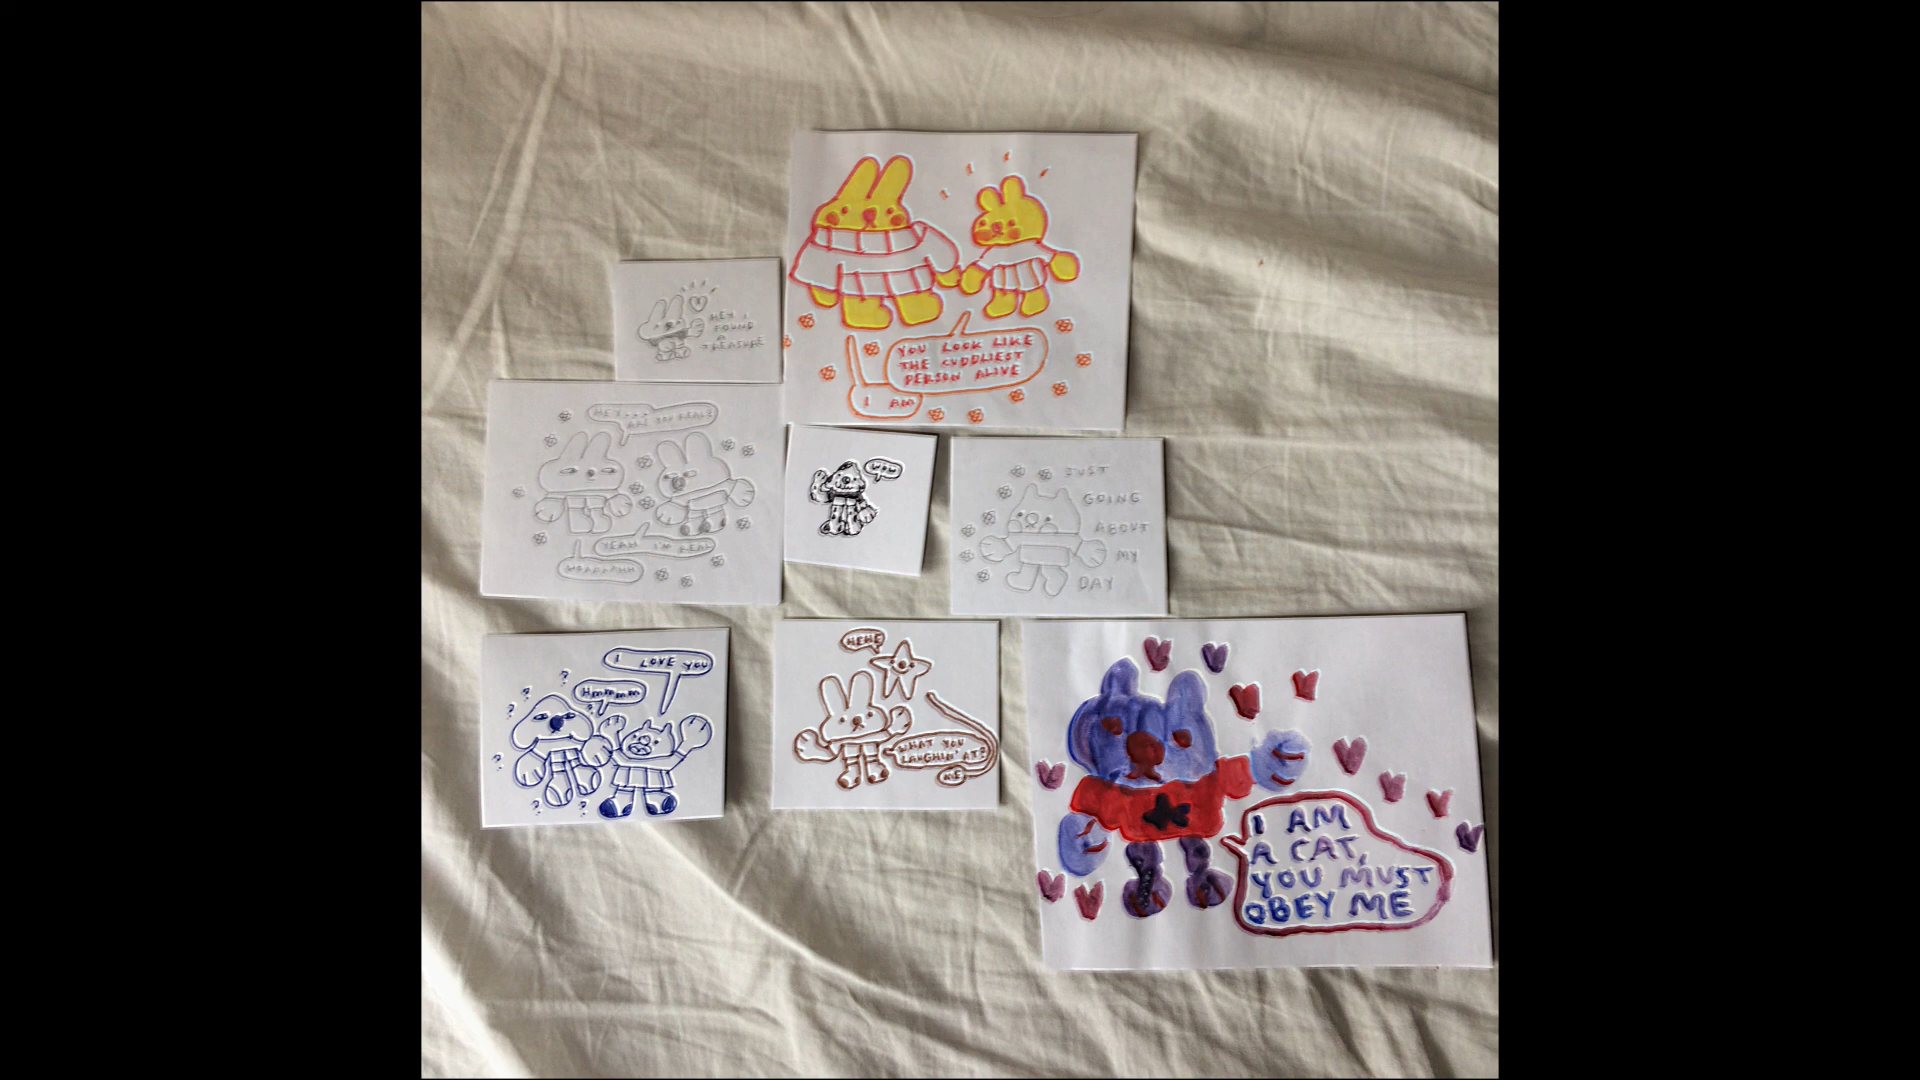 YOU LOOK LIKE
THE CUDDLIEST
PERSON ALIVE
I AM
HEY I
FOUND
A
TREASURE
HEY....
ARE YOU REAL?
YEAH I'M REAL
WOW
JUST
GOING
ABOUT
MY
DAY
I LOVE YOU
Hmmmm
HEHE
WHAT YOU
LAUGHIN' AT?
ME
I AM
A CAT,
YOU MUST
OBEY ME